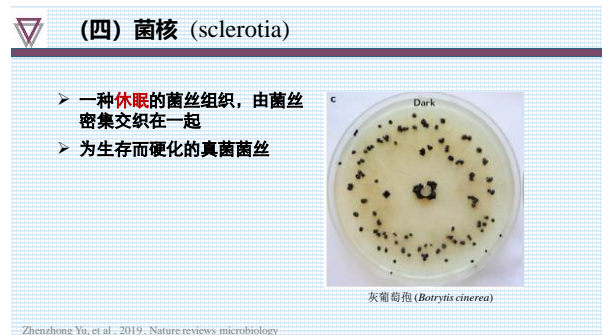 (四) 菌核 (sclerotia)
➢ 一种休眠的菌丝组织，由菌丝
密集交织在一起
➢ 为生存而硬化的真菌菌丝
c
Dark
灰葡萄孢 (Botrytis cinerea)
Zhenzhong Yu, et al . 2019 . Nature reviews microbiology